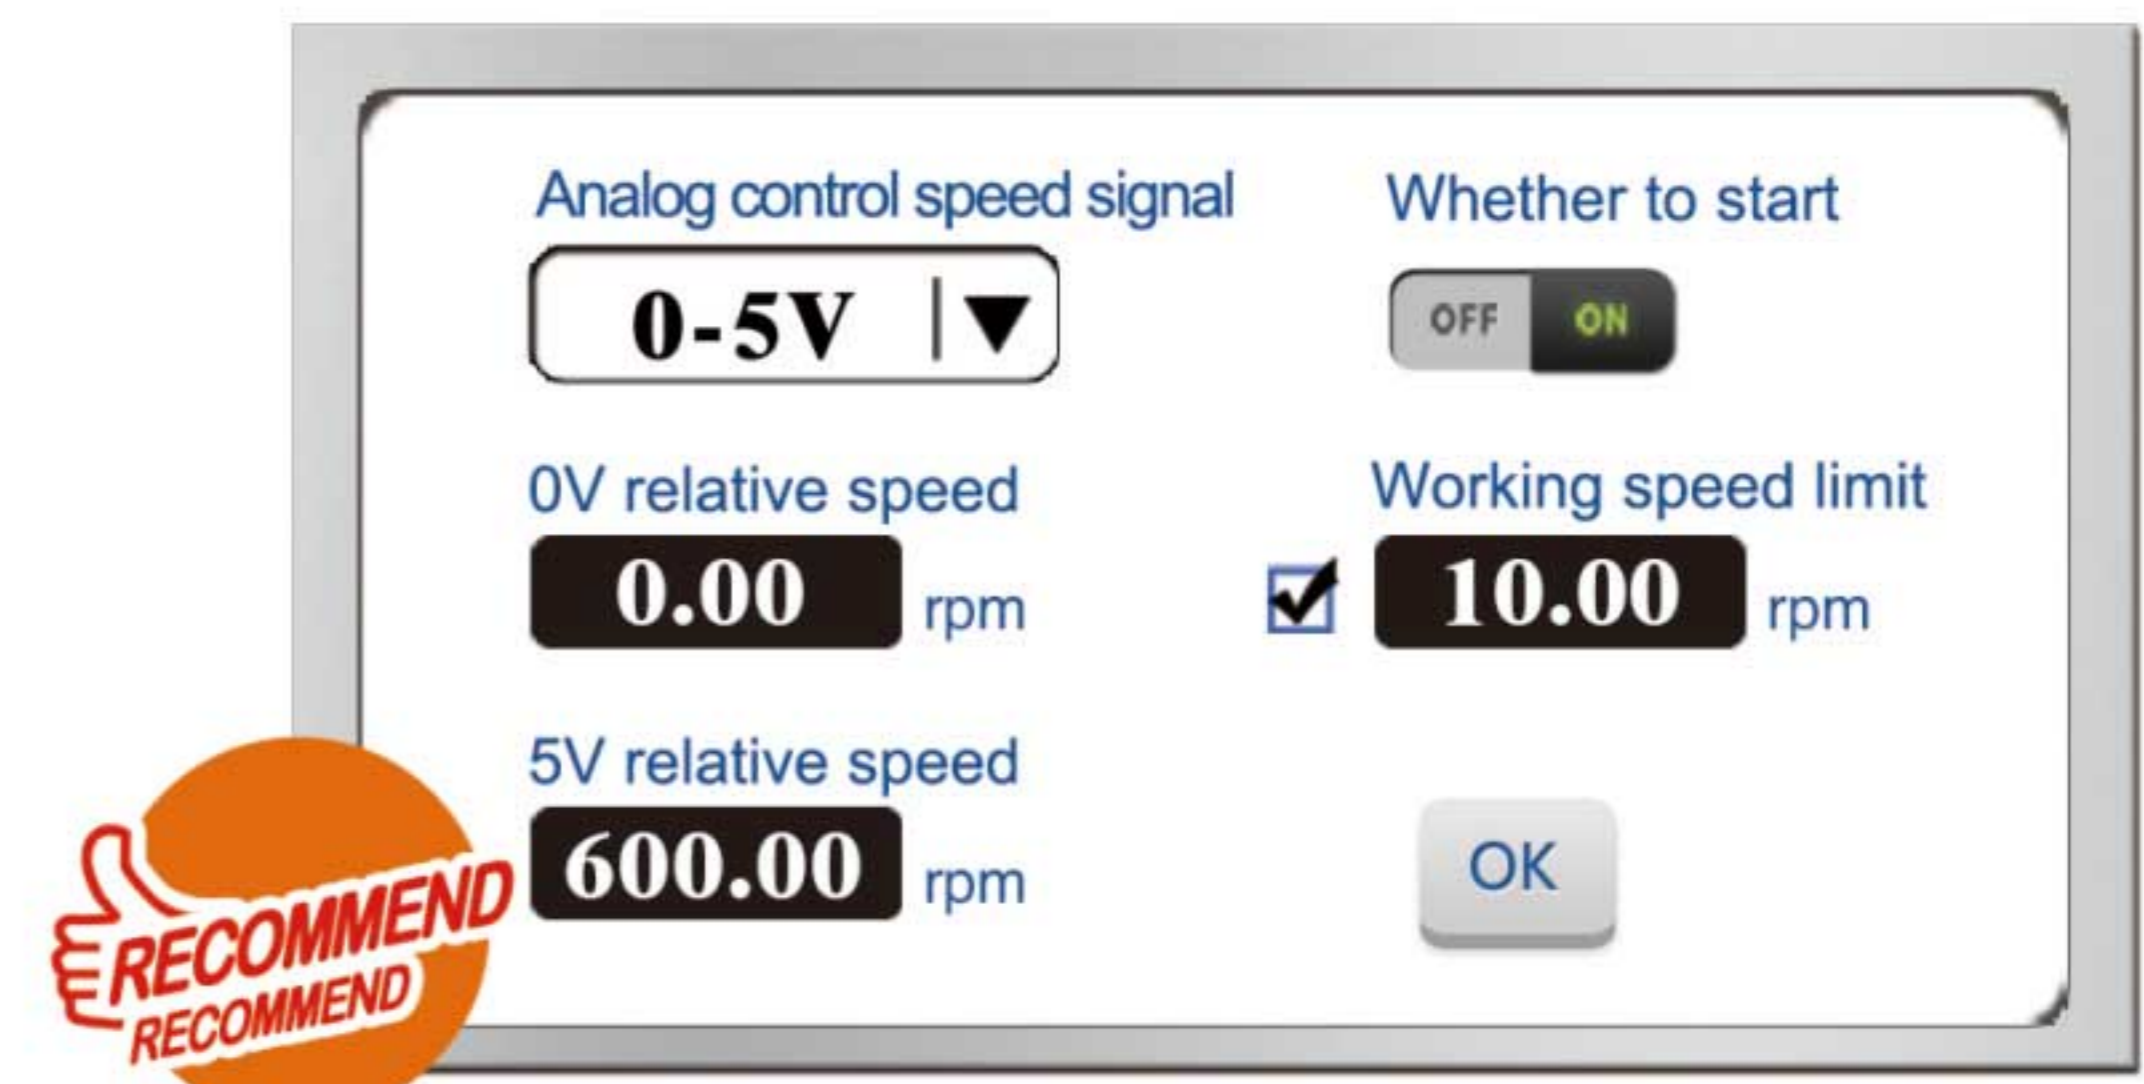 Analog control speed signal
Whether to start
0-5V
OFF ON
0V relative speed
Working speed limit
0.00 rpm
10.00 rpm
5V relative speed
600.00 rpm
OK
RECOMMEND
RECOMMEND